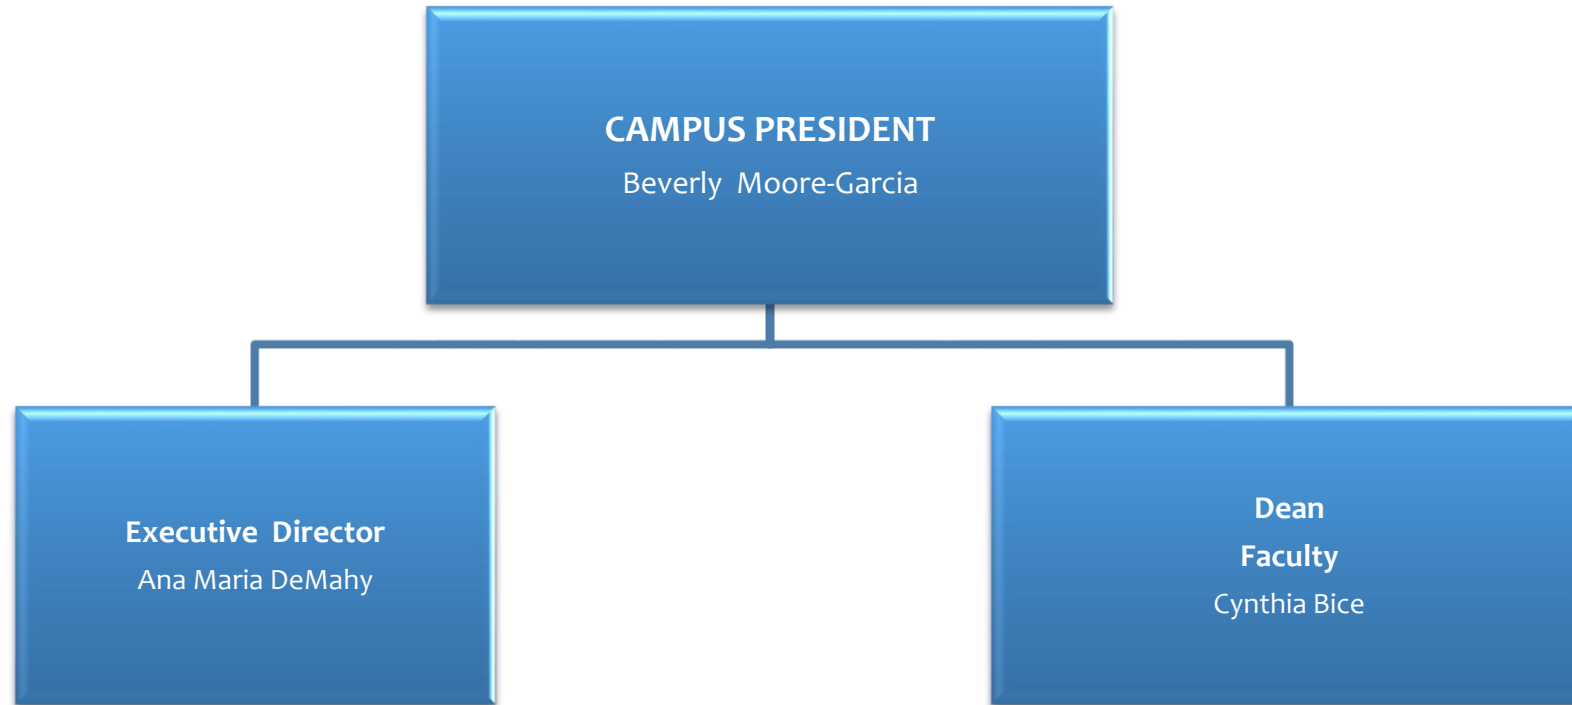 CAMPUS PRESIDENT
Beverly Moore-Garcia
Executive Director
Ana Maria DeMahy
Dean
Faculty
Cynthia Bice